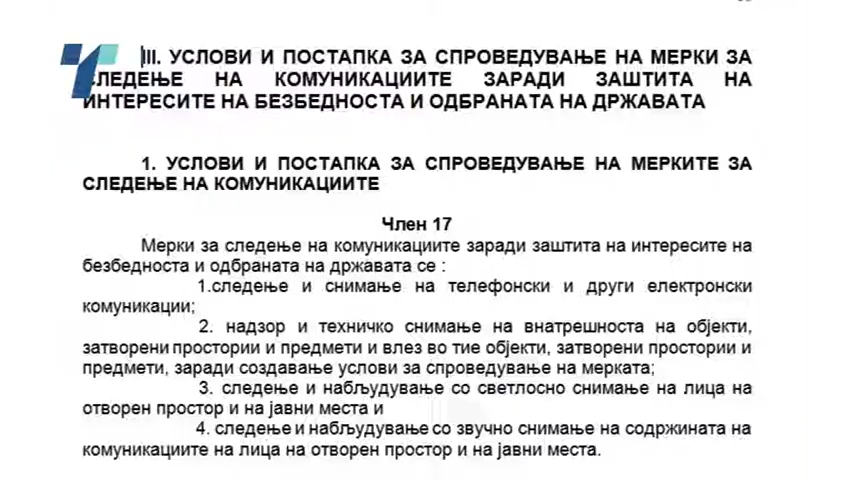 III. УСЛОВИ И ПОСТАПКА ЗА СПРОВЕДУВАЊЕ НА МЕРКИ ЗА
СЛЕДЕЊЕ НА КОМУНИКАЦИИТЕ ЗАРАДИ ЗАШТИТА НА
ИНТЕРЕСИТЕ НА БЕЗБЕДНОСТА И ОДБРАНАТА НА ДРЖАВАТА
1. УСЛОВИ И ПОСТАПКА ЗА СПРОВЕДУВАЊЕ НА МЕРКИТЕ ЗА
СЛЕДЕЊЕ НА КОМУНИКАЦИИТЕ
Член 17
Мерки за следење на комуникациите заради заштита на интересите на
безбедноста и одбраната на државата се :
1.следење и снимање на телефонски и други електронски
комуникации;
2. надзор и техничко снимање на внатрешноста на објекти,
затворени простории и предмети и влез во тие објекти, затворени простории и
предмети, заради создавање услови за спроведување на мерката;
3. следење и набљудување со светлосно снимање на лица на
отворен простор и на јавни места и
4. следење и набљудување со звучно снимање на содржината на
комуникациите на лица на отворен простор и на јавни места.